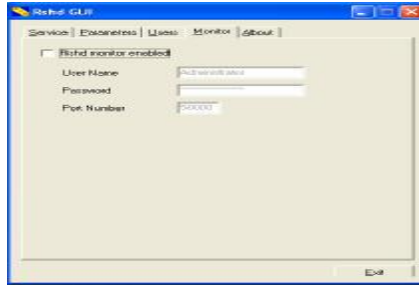 Rshd GUI
Service Parameters Users Monitor About
Rshd monitor enabled
User Name Administrator
Password
Port Number 50000
Exit